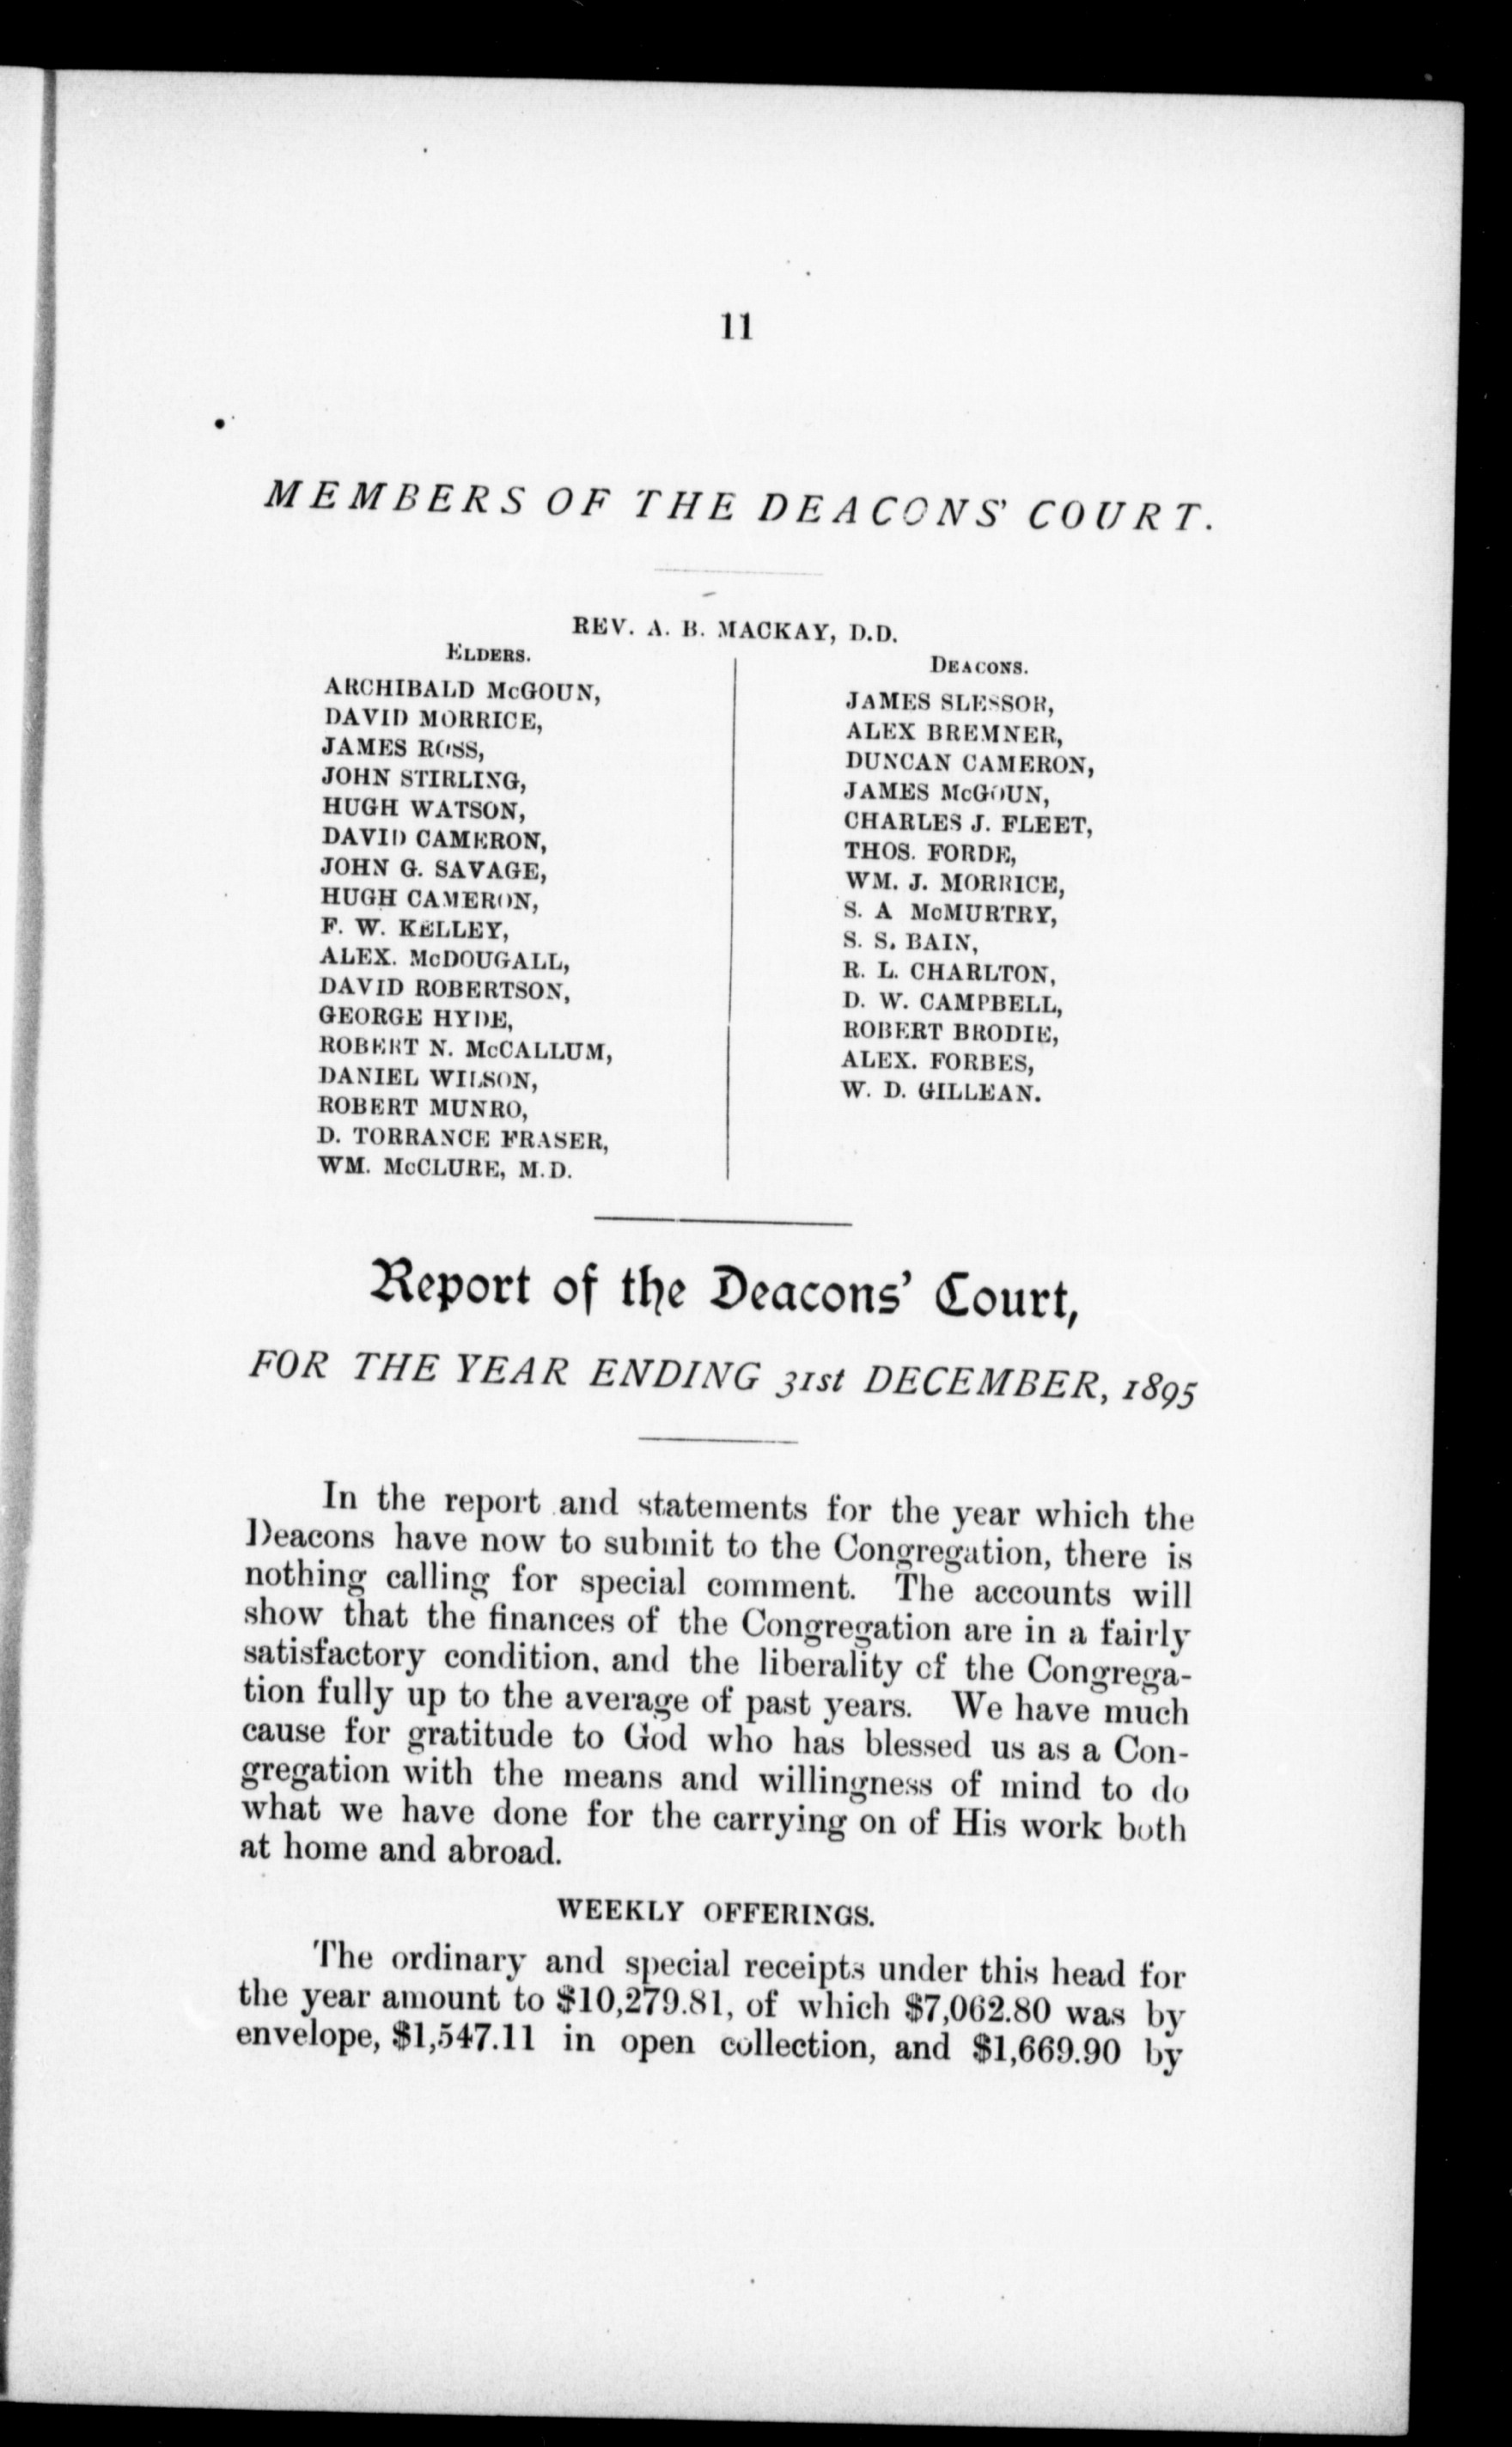 11
MEMBERS OF THE DEACONS' COURT.
REV. A. B. MACKAY, D.D.
ELDERS.
ARCHIBALD McGOUN,
DAVID MORRICE,
JAMES ROSS,
JOHN STIRLING,
HUGH WATSON,
DAVID CAMERON,
JOHN G. SAVAGE,
HUGH CAMERON,
F. W. KELLEY,
ALEX. McDOUGALL,
DAVID ROBERTSON,
GEORGE HYDE,
ROBERT N. McCALLUM,
DANIEL WILSON,
ROBERT MUNRO,
D. TORRANCE FRASER,
WM. McCLURE, M.D.
DEACONS.
JAMES SLESSOR,
ALEX BREMNER,
DUNCAN CAMERON,
JAMES McGOUN,
CHARLES J. FLEET,
THOS. FORDE,
WM. J. MORRICE,
S. A McMURTRY,
S. S. BAIN,
R. L. CHARLTON,
D. W. CAMPBELL,
ROBERT BRODIE,
ALEX. FORBES,
W. D. GILLEAN.
Report of the Deacons' Court,
FOR THE YEAR ENDING 31st DECEMBER, 1895
In the report and statements for the year which the
Deacons have now to submit to the Congregation, there is
nothing calling for special comment. The accounts will
show that the finances of the Congregation are in a fairly
satisfactory condition, and the liberality of the Congrega-
tion fully up to the average of past years. We have much
cause for gratitude to God who has blessed us as a Con-
gregation with the means and willingness of mind to do
what we have done for the carrying on of His work both
at home and abroad.
WEEKLY OFFERINGS.
The ordinary and special receipts under this head for
the year amount to $10,279.81, of which $7,062.80 was by
envelope, $1,547.11 in open collection, and $1,669.90 by